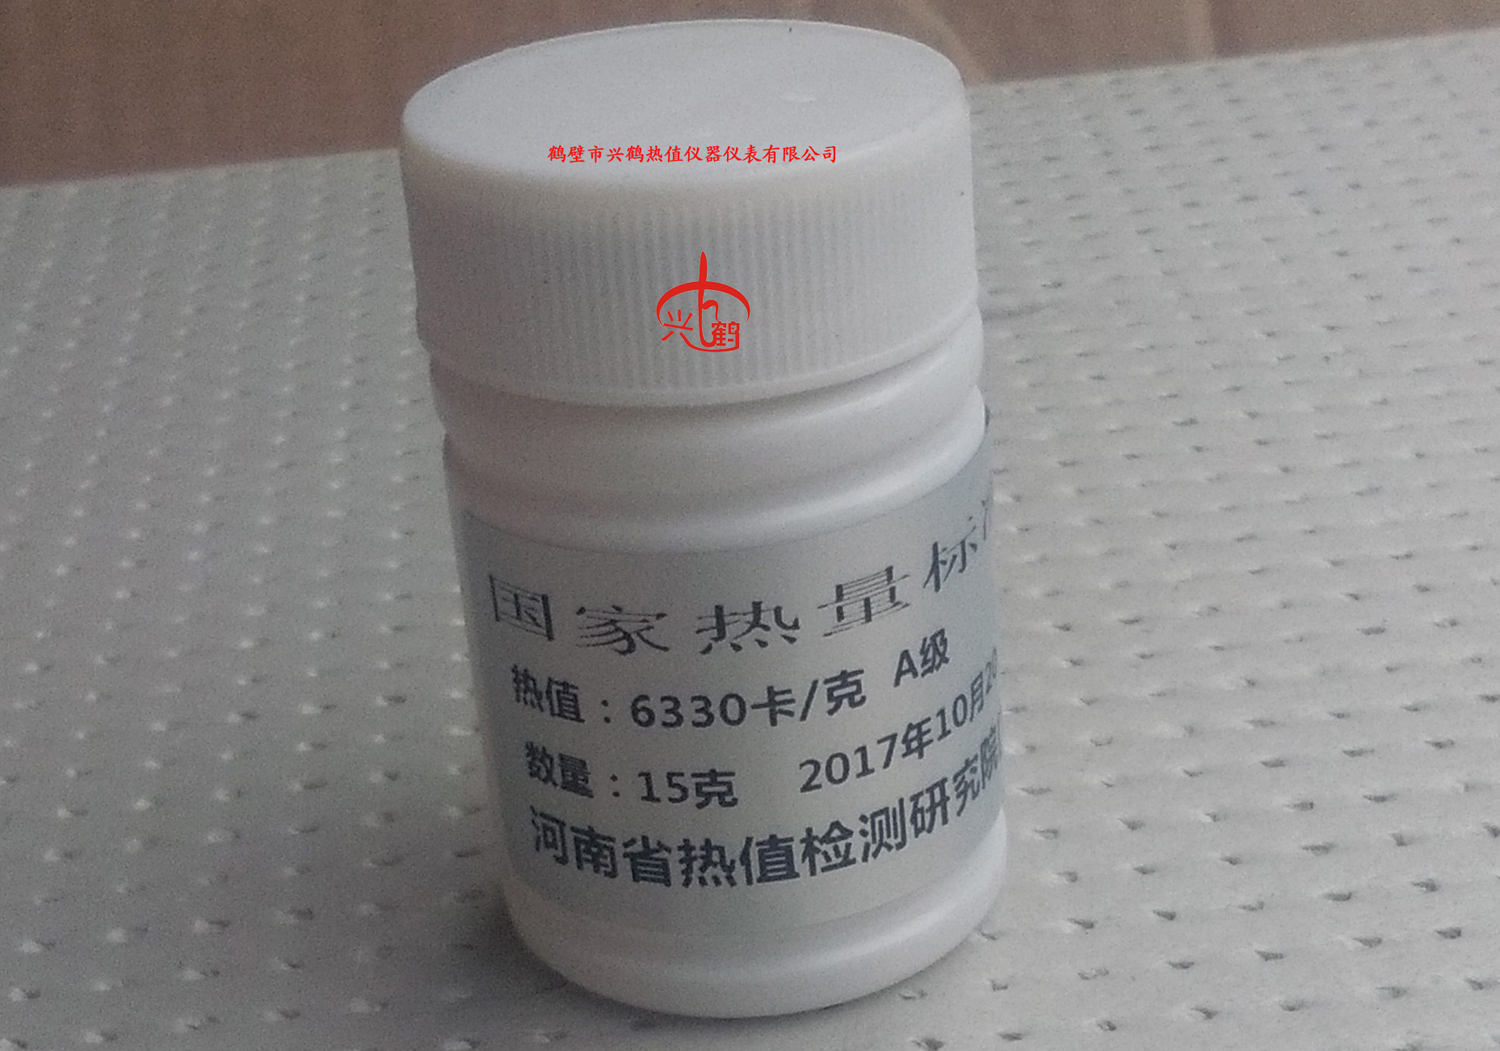 鹤壁市兴鹤热值仪器仪表有限公司
兴鹤
国家热量标
热值：6330卡/克 A级
数量：15克 2017年10月20
河南省热值检测研究院